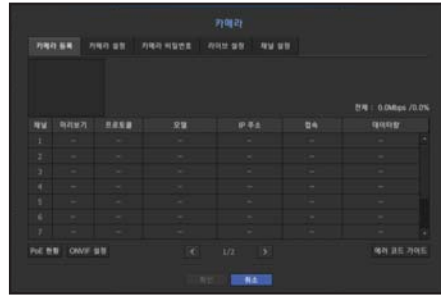 카메라
카메라 등록 카메라 설정 카메라 비밀번호 라이브 설정 채널 설정
전체 : 0.0Mbps /0.0%
채널 미리보기 프로토콜 모델 IP 주소 접속 데이터량
1 - - - - - -
2 - - - - - -
3 - - - - - -
4 - - - - - -
5 - - - - - -
6 - - - - - -
7 - - - - - -
PoE 현황 ONVIF 설정 < 1/2 > 에러 코드 가이드
확인 취소